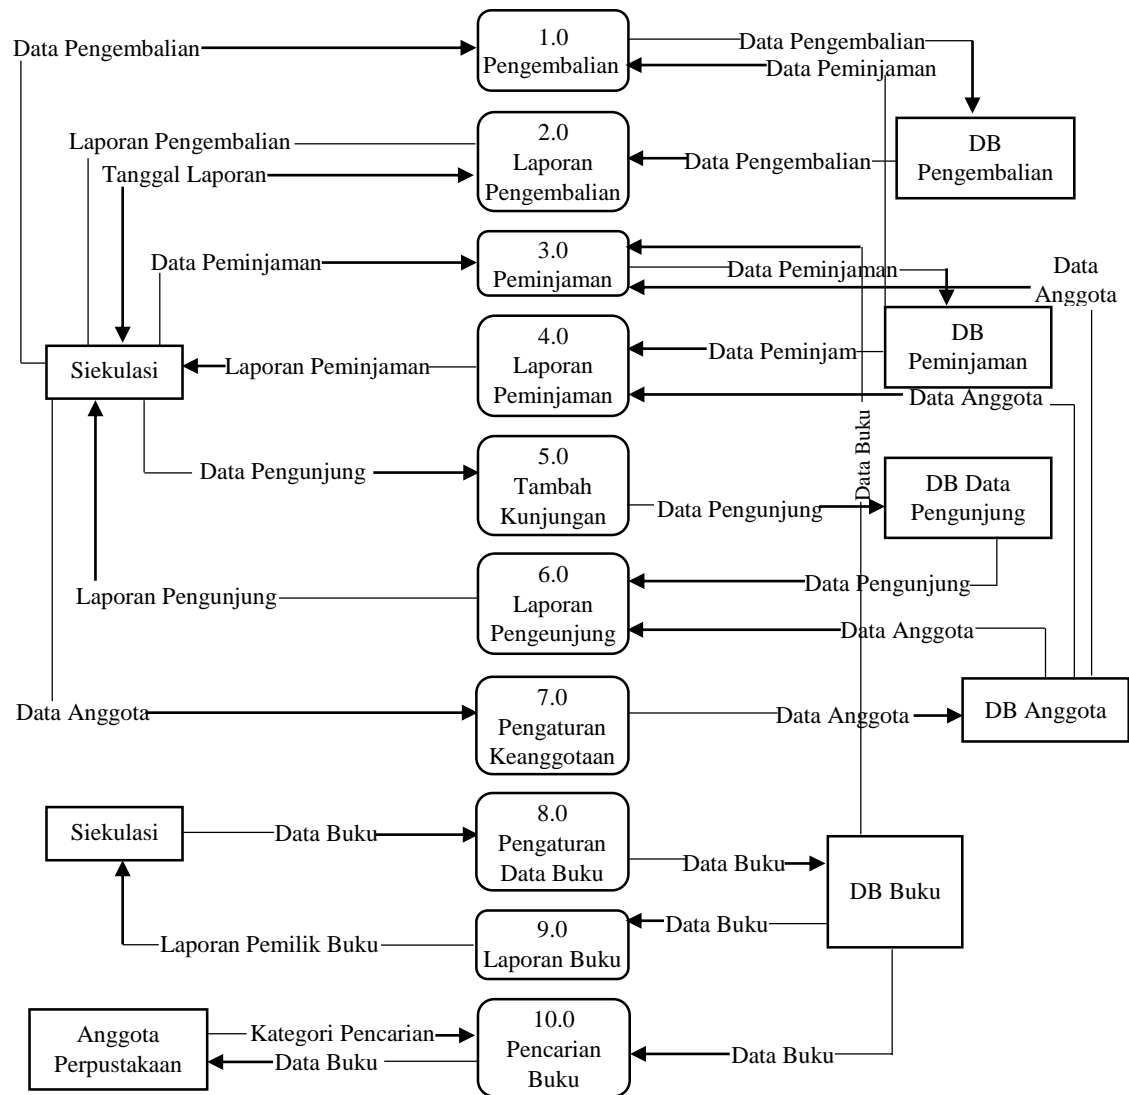 1.0
Pengembalian
Data Pengembalian
Data Pengembalian
Data Peminjaman
2.0
Laporan
Pengembalian
Laporan Pengembalian
Tanggal Laporan
Data Pengembalian
DB
Pengembalian
3.0
Peminjaman
Data Peminjaman
Data Peminjaman
Data
Anggota
Siekulasi
Laporan Peminjaman
4.0
Laporan
Peminjaman
Data Peminjam
DB
Peminjaman
Data Anggota
Data Buku
Data Pengunjung
5.0
Tambah
Kunjungan
Data Pengunjung
DB Data
Pengunjung
Laporan Pengunjung
6.0
Laporan
Pengeunjung
Data Pengunjung
Data Anggota
Data Anggota
7.0
Pengaturan
Keanggotaan
Data Anggota
DB Anggota
Siekulasi
Data Buku
8.0
Pengaturan
Data Buku
Data Buku
DB Buku
Laporan Pemilik Buku
9.0
Laporan Buku
Data Buku
Anggota
Perpustakaan
Kategori Pencarian
Data Buku
10.0
Pencarian
Buku
Data Buku